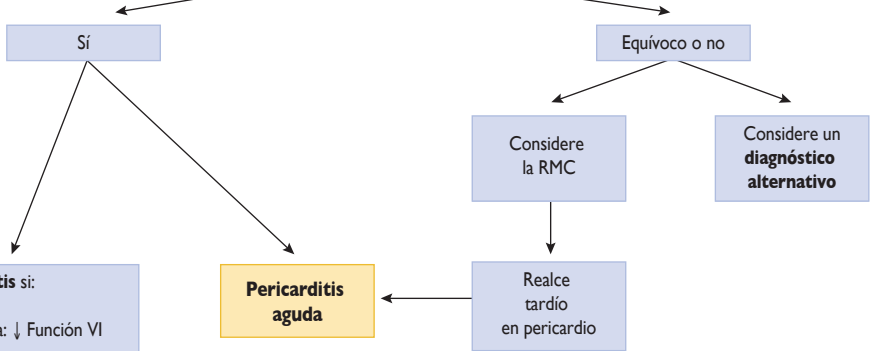 Sí
Equívoco o no
Considere
la RMC
Considere un
diagnóstico
alternativo
si:
↓ Función VI
Pericarditis
aguda
Realce
tardío
en pericardio